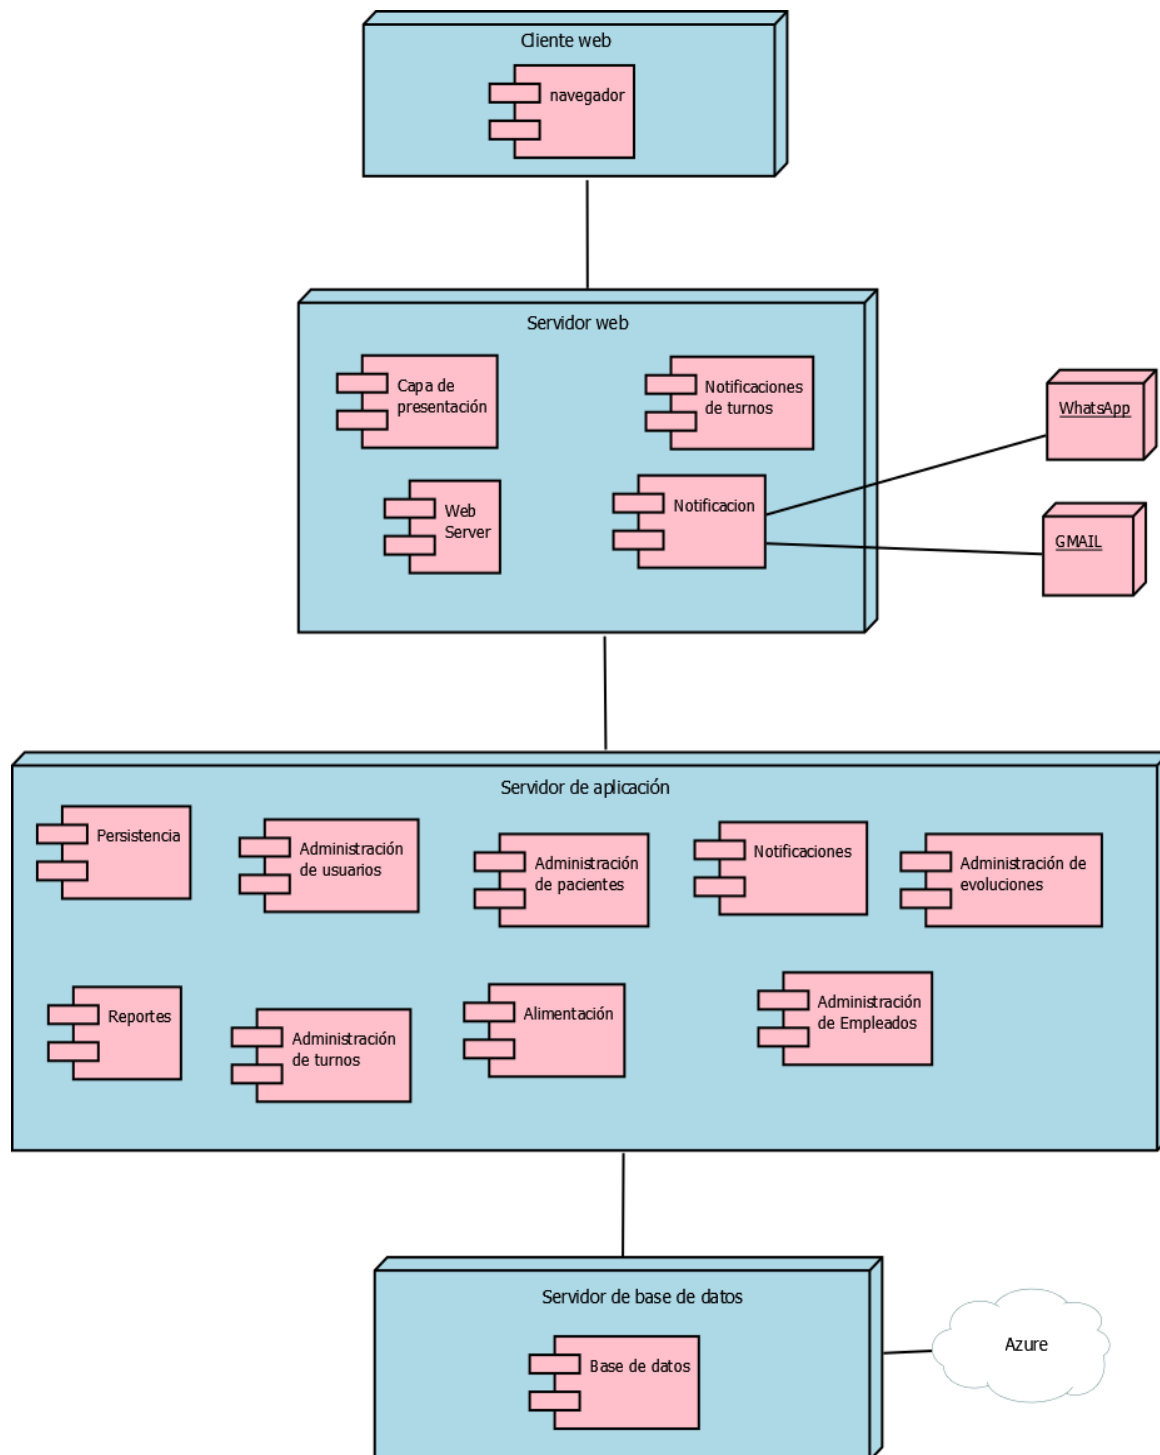 Cliente web
navegador
Servidor web
Capa de
presentación
Notificaciones
de turnos
Web
Server
Notificacion
WhatsApp
GMAIL
Servidor de aplicación
Persistencia
Administración
de usuarios
Administración
de pacientes
Notificaciones
Administración de
evoluciones
Reportes
Administración
de turnos
Alimentación
Administración
de Empleados
Servidor de base de datos
Base de datos
Azure